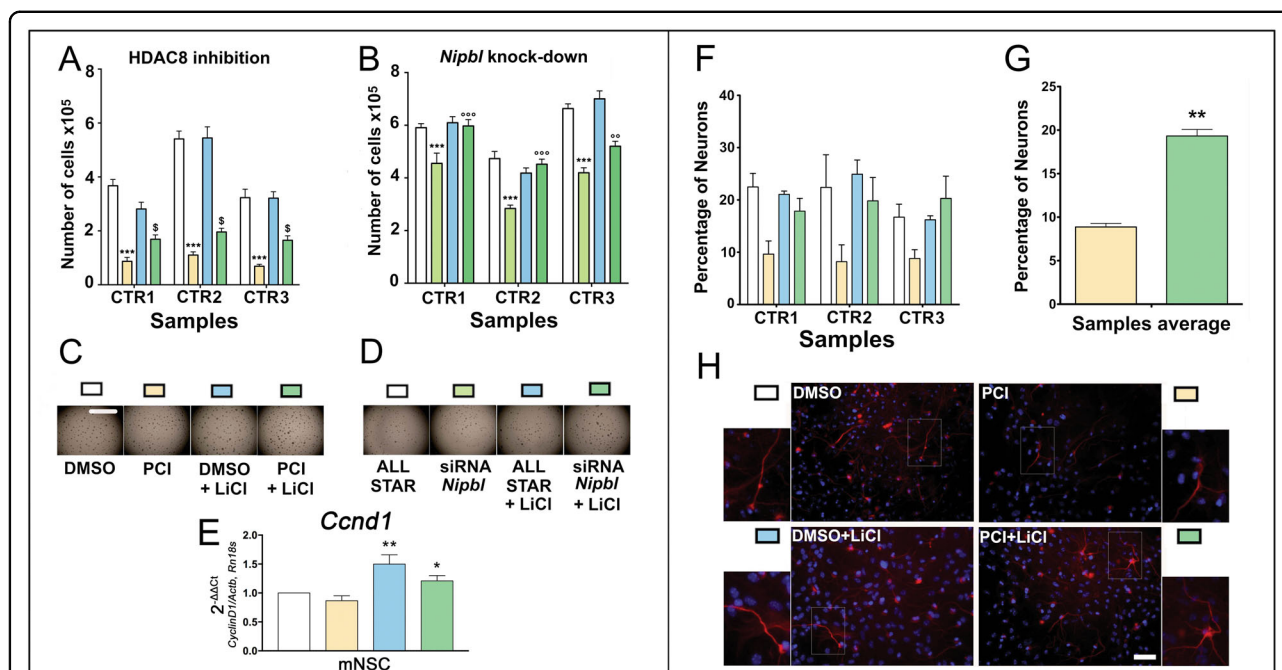 A
HDAC8 inhibition
Number of cells x10⁵
8
6
4
2
0
***
$
***
$
***
$
CTR1 CTR2 CTR3
Samples
B
Nipbl knock-down
Number of cells x10⁵
8
6
4
2
0
***
°°°
***
°°°
***
°°
CTR1 CTR2 CTR3
Samples
C
DMSO PCI DMSO + LiCl PCI + LiCl
D
ALL STAR siRNA Nipbl ALL STAR + LiCl siRNA Nipbl + LiCl
E
Ccnd1
2^-ΔΔCt
CyclinD1/Actb, Rn18s
2.0
1.5
1.0
0.5
0.0
**
*
mNSC
F
Percentage of Neurons
40
30
20
10
0
CTR1 CTR2 CTR3
Samples
G
Percentage of Neurons
25
20
15
10
5
0
**
Samples average
H
DMSO
PCI
DMSO+LiCl
PCI+LiCl